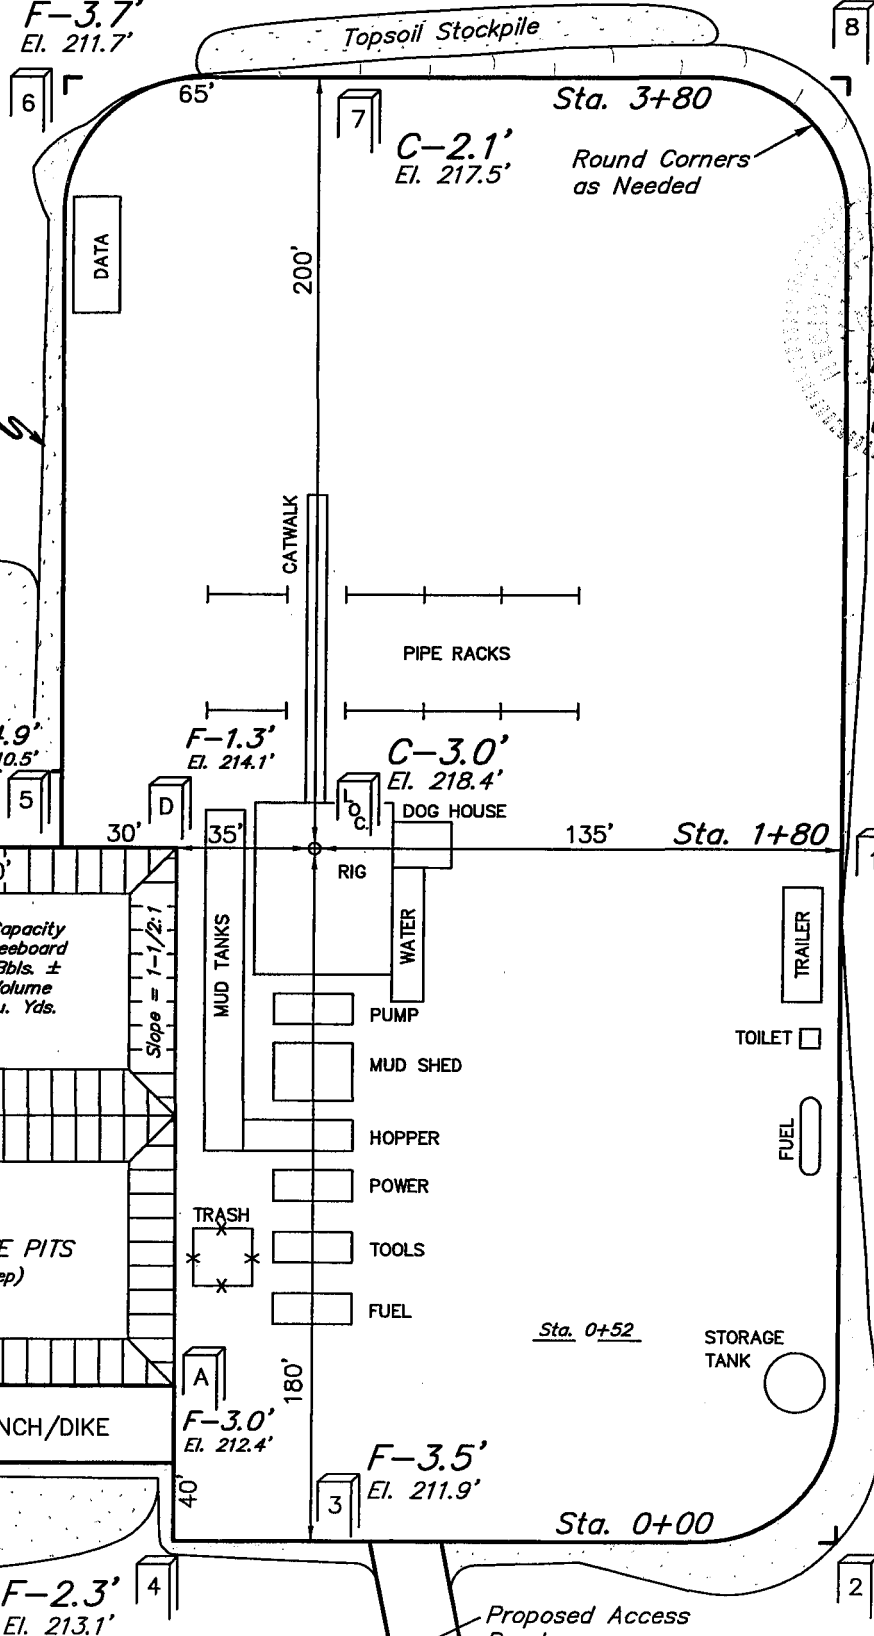 F-3.7'
El. 211.7'
Topsoil Stockpile
8
6
65'
7
Sta. 3+80
C-2.1'
El. 217.5'
Round Corners
as Needed
DATA
200'
CATWALK
PIPE RACKS
F-1.3'
El. 214.1'
C-3.0'
El. 218.4'
5
D
LOC.
DOG HOUSE
30'
35'
135'
Sta. 1+80
RIG
MUD TANKS
WATER
TRAILER
Slope = 1-1/2:1
Bbls. ±
Yds.
PUMP
TOILET
MUD SHED
FUEL
HOPPER
POWER
TRASH
PITS
TOOLS
FUEL
Sta. 0+52
STORAGE
TANK
A
180'
F-3.0'
El. 212.4'
/DIKE
F-3.5'
El. 211.9'
40'
3
Sta. 0+00
4
2
F-2.3'
El. 213.1'
Proposed Access